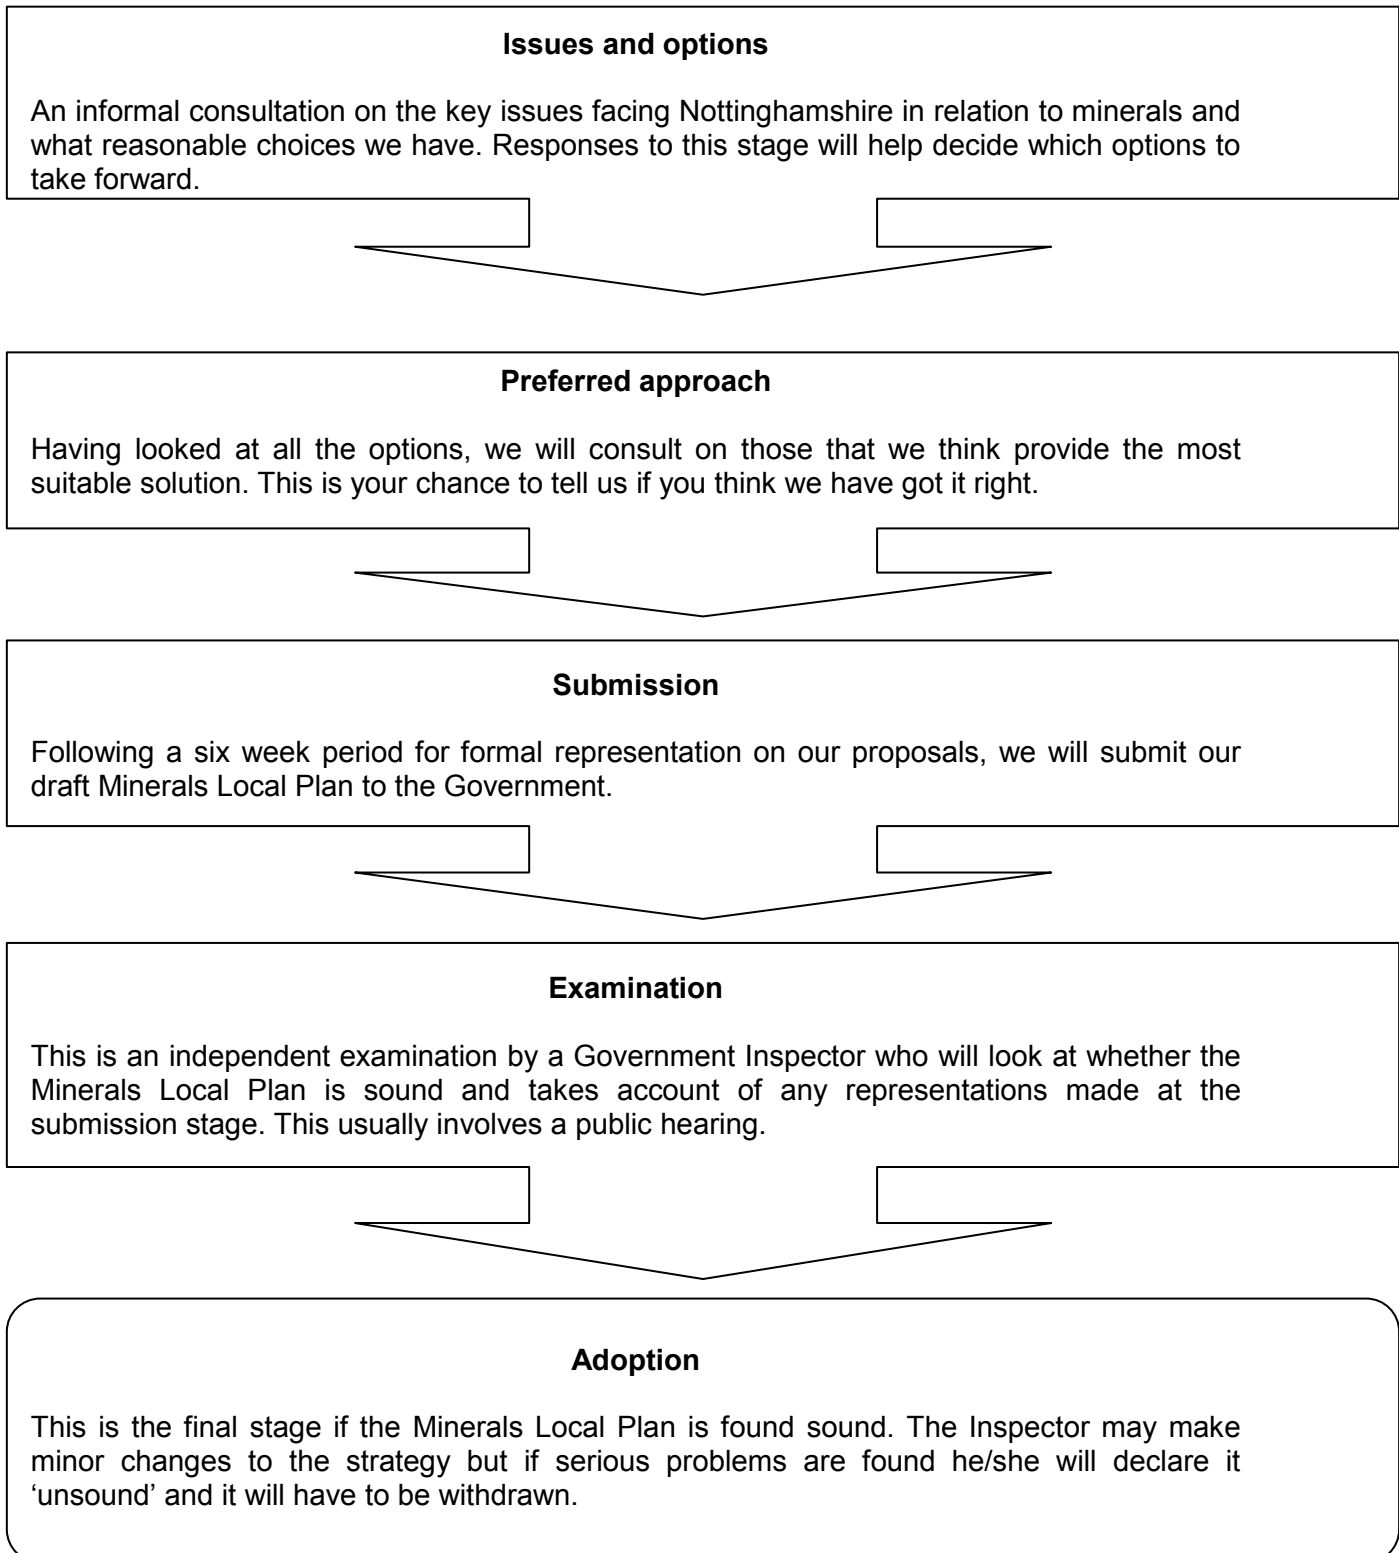 Issues and options
An informal consultation on the key issues facing Nottinghamshire in relation to minerals and
what reasonable choices we have. Responses to this stage will help decide which options to
take forward.
Preferred approach
Having looked at all the options, we will consult on those that we think provide the most
suitable solution. This is your chance to tell us if you think we have got it right.
Submission
Following a six week period for formal representation on our proposals, we will submit our
draft Minerals Local Plan to the Government.
Examination
This is an independent examination by a Government Inspector who will look at whether the
Minerals Local Plan is sound and takes account of any representations made at the
submission stage. This usually involves a public hearing.
Adoption
This is the final stage if the Minerals Local Plan is found sound. The Inspector may make
minor changes to the strategy but if serious problems are found he/she will declare it
‘unsound’ and it will have to be withdrawn.